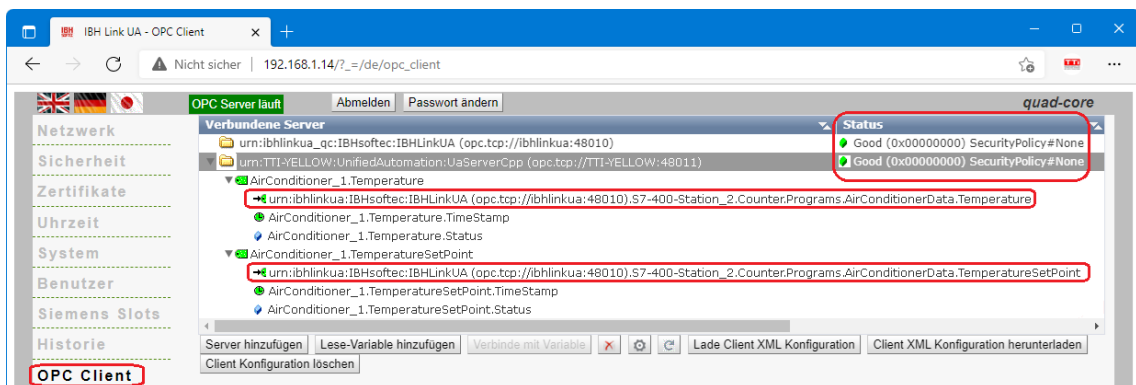 IBH Link UA - OPC Client
Nicht sicher | 192.168.1.14/?_=/de/opc_client
OPC Server läuft Abmelden Passwort ändern quad-core
Netzwerk
Sicherheit
Zertifikate
Uhrzeit
System
Benutzer
Siemens Slots
Historie
OPC Client
Verbundene Server Status
urn:ibhlinkua_qc:IBHsoftec:IBHLinkUA (opc.tcp://ibhlinkua:48010) Good (0x00000000) SecurityPolicy#None
urn:TTI-YELLOW:UnifiedAutomation:UaServerCpp (opc.tcp://TTI-YELLOW:48011) Good (0x00000000) SecurityPolicy#None
AirConditioner_1.Temperature
urn:ibhlinkua:IBHsoftec:IBHLinkUA (opc.tcp://ibhlinkua:48010).S7-400-Station_2.Counter.Programs.AirConditionerData.Temperature
AirConditioner_1.Temperature.TimeStamp
AirConditioner_1.Temperature.Status
AirConditioner_1.TemperatureSetPoint
urn:ibhlinkua:IBHsoftec:IBHLinkUA (opc.tcp://ibhlinkua:48010).S7-400-Station_2.Counter.Programs.AirConditionerData.TemperatureSetPoint
AirConditioner_1.TemperatureSetPoint.TimeStamp
AirConditioner_1.TemperatureSetPoint.Status
Server hinzufügen Lese-Variable hinzufügen Verbinde mit Variable Lade Client XML Konfiguration Client XML Konfiguration herunterladen
Client Konfiguration löschen